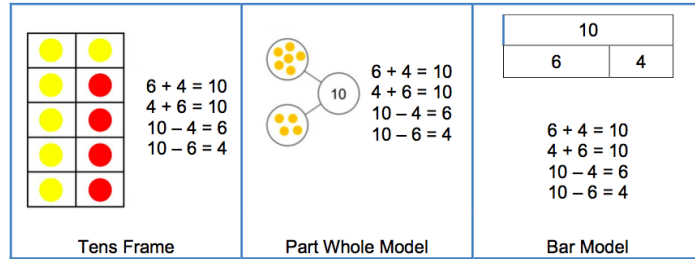 6 + 4 = 10
4 + 6 = 10
10 – 4 = 6
10 – 6 = 4
Tens Frame
10
6 + 4 = 10
4 + 6 = 10
10 – 4 = 6
10 – 6 = 4
Part Whole Model
10
6 4
6 + 4 = 10
4 + 6 = 10
10 – 4 = 6
10 – 6 = 4
Bar Model